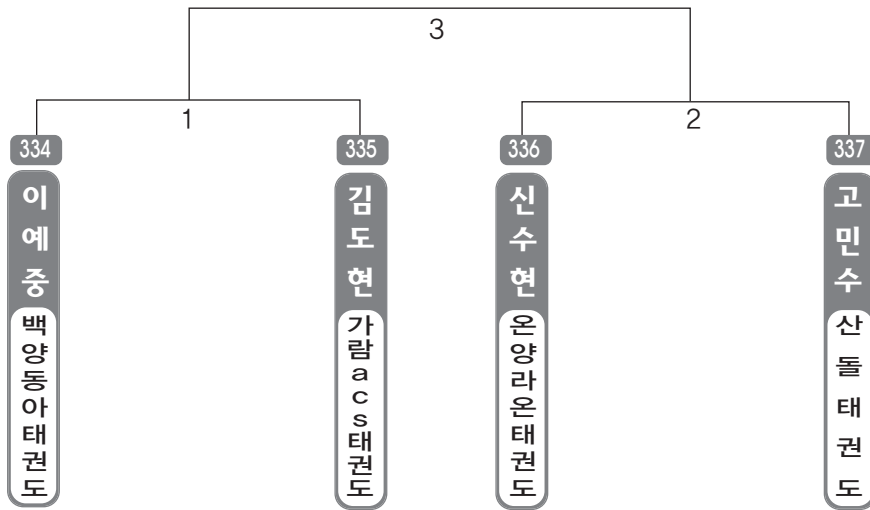 3
1
2
334
335
336
337
이예중
김도현
신수현
고민수
백양동아태권도
가람acs태권도
온양라온태권도
산돌태권도